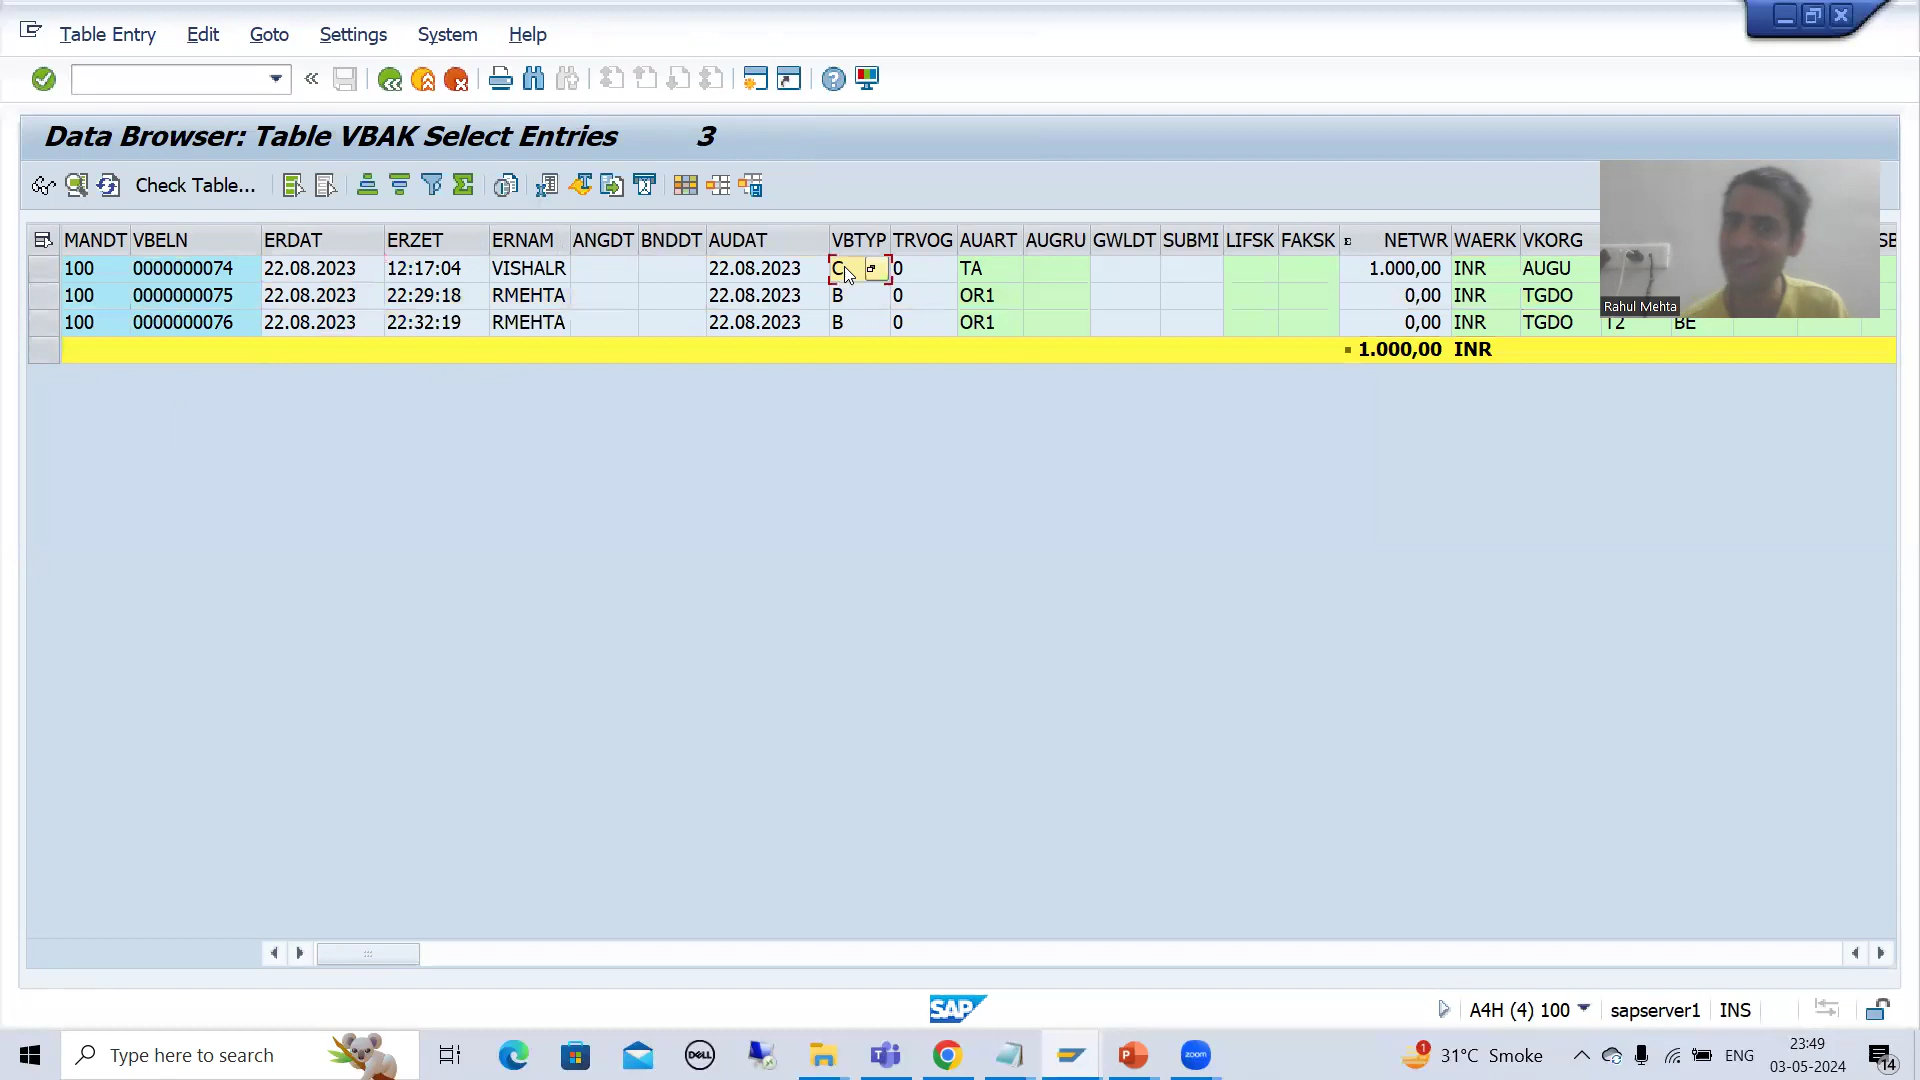 Table Entry Edit Goto Settings System Help
Data Browser: Table VBAK Select Entries 3
Check Table...
MANDT VBELN ERDAT ERZET ERNAM ANGDT BNDDT AUDAT VBTYP TRVOG AUART AUGRU GWLDT SUBMI LIFSK FAKSK NETWR WAERK VKORG
100 0000000074 22.08.2023 12:17:04 VISHALR 22.08.2023 C 0 TA 1.000,00 INR AUGU
100 0000000075 22.08.2023 22:29:18 RMEHTA 22.08.2023 B 0 OR1 0,00 INR TGDO
100 0000000076 22.08.2023 22:32:19 RMEHTA 22.08.2023 B 0 OR1 0,00 INR TGDO T2 BE
1.000,00 INR
Rahul Mehta
SAP
A4H (4) 100 sapserver1 INS
Type here to search
DELL
zoom
1
31°C Smoke
ENG
23:49
03-05-2024
14